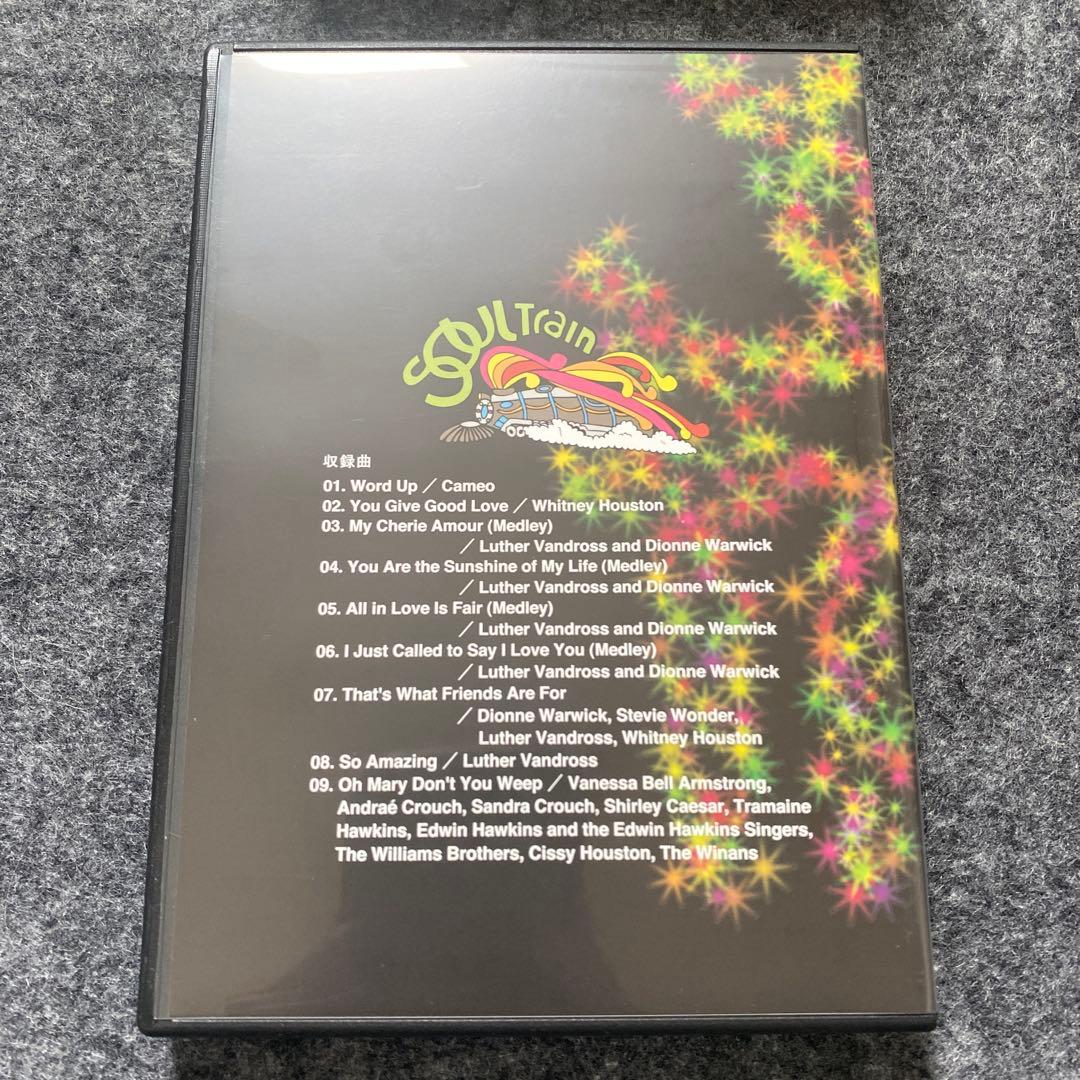 SOUL Train
収録曲
01. Word Up ／ Cameo
02. You Give Good Love ／ Whitney Houston
03. My Cherie Amour (Medley)
／ Luther Vandross and Dionne Warwick
04. You Are the Sunshine of My Life (Medley)
／ Luther Vandross and Dionne Warwick
05. All in Love Is Fair (Medley)
／ Luther Vandross and Dionne Warwick
06. I Just Called to Say I Love You (Medley)
／ Luther Vandross and Dionne Warwick
07. That's What Friends Are For
／ Dionne Warwick, Stevie Wonder,
Luther Vandross, Whitney Houston
08. So Amazing ／ Luther Vandross
09. Oh Mary Don't You Weep ／ Vanessa Bell Armstrong,
Andraé Crouch, Sandra Crouch, Shirley Caesar, Tramaine
Hawkins, Edwin Hawkins and the Edwin Hawkins Singers,
The Williams Brothers, Cissy Houston, The Winans